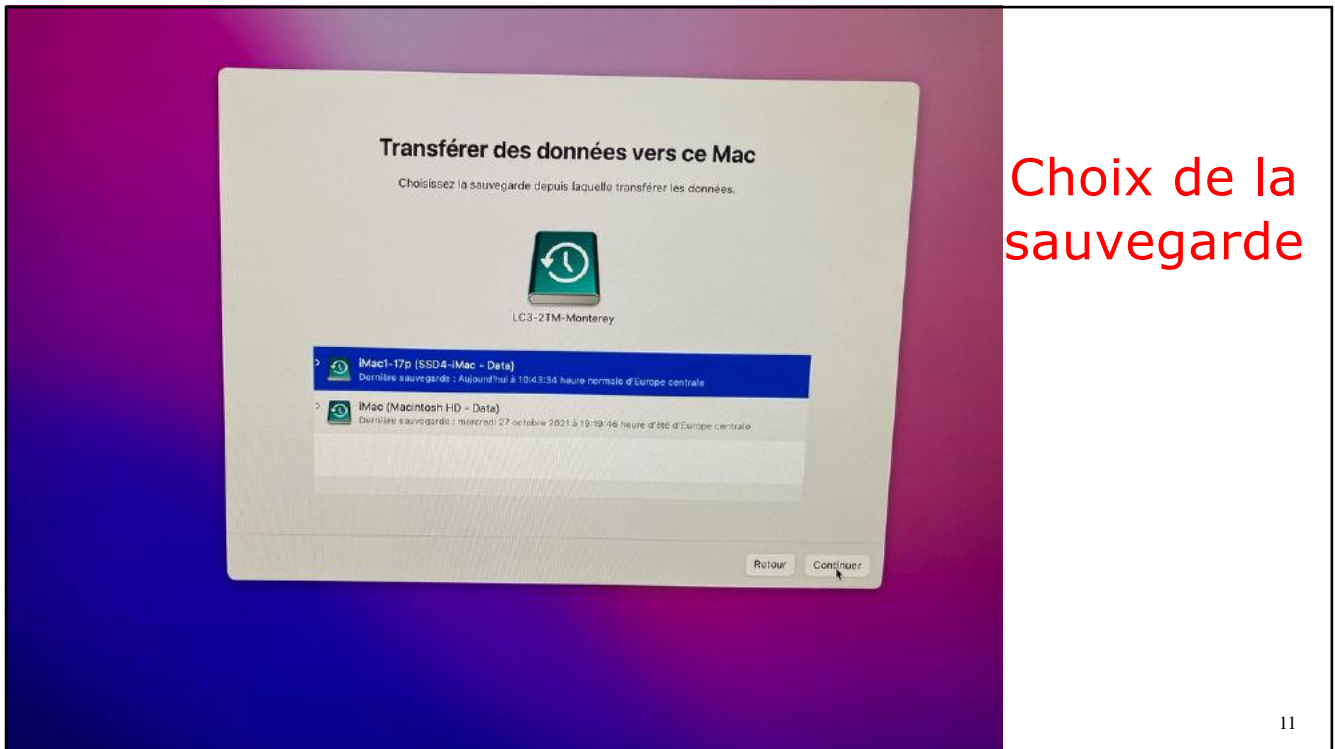 Transférer des données vers ce Mac
Choisissez la sauvegarde depuis laquelle transférer les données.
LC3-2TM-Monterey
iMac1-17p (SSD4-iMac - Data)
Dernière sauvegarde : Aujourd'hui à 10:43:34 heure normale d'Europe centrale
iMac (Macintosh HD - Data)
Dernière sauvegarde : mercredi 27 octobre 2021 à 19:19:46 heure d'été d'Europe centrale
Retour
Continuer
Choix de la
sauvegarde
11